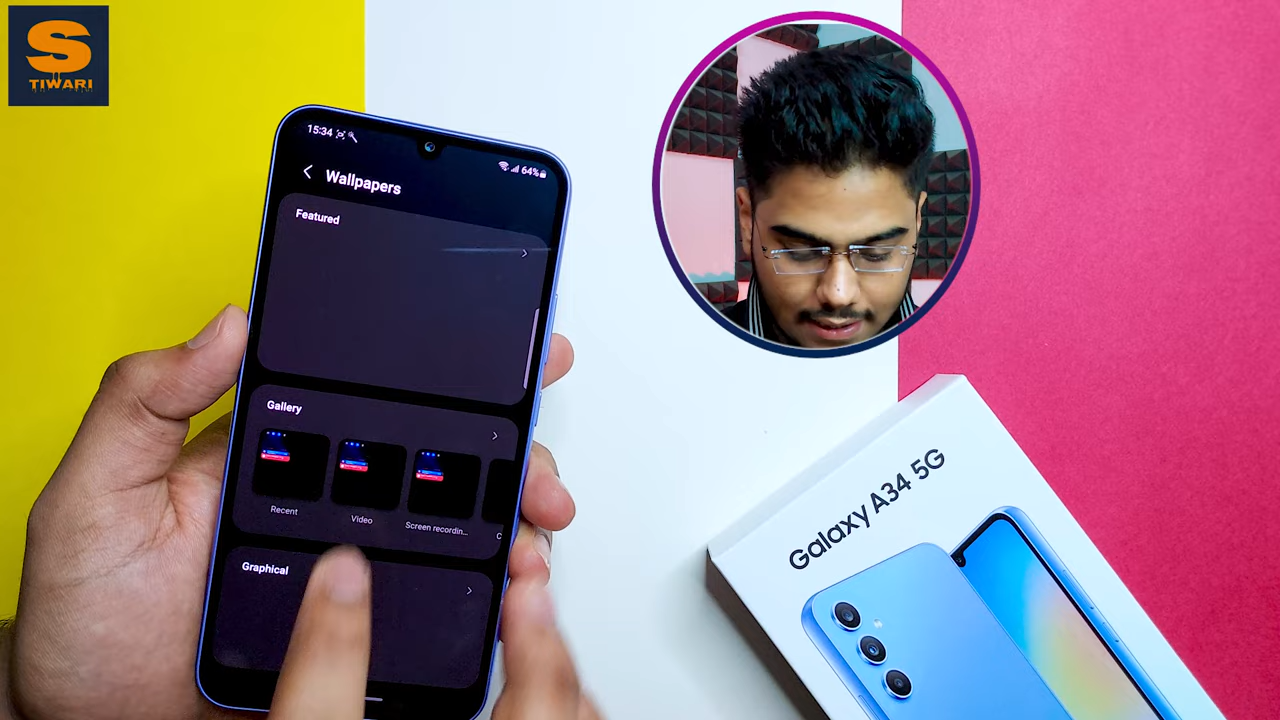 S
TIWARI
15:34
64%
Wallpapers
Featured
Gallery
Recent
Video
Screen recordin...
C
Graphical
Galaxy A34 5G